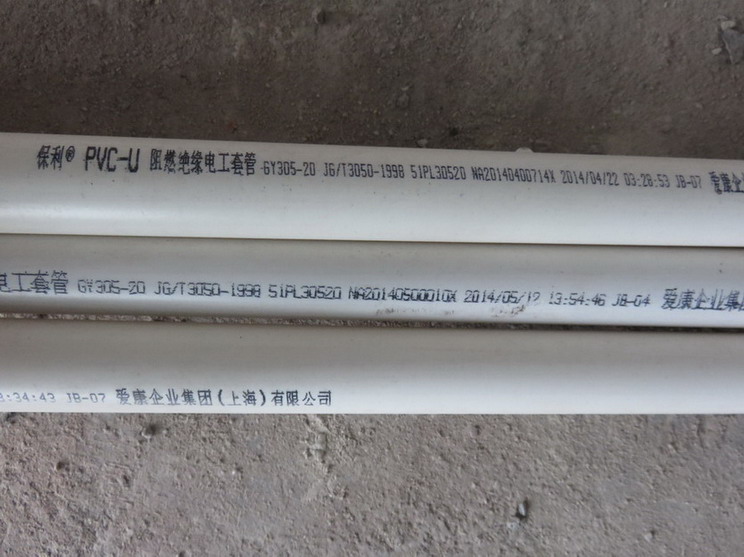 保利® PVC-U 阻燃绝缘电工套管 GY305-20 JG/T3050-1998 51PL30520 NA20140400714X 2014/04/22 03:28:53 JB-07 爱康企业
电工套管 GY305-20 JG/T3050-1998 51PL30520 NA20140500010X 2014/05/12 13:54:46 JB-04 爱康企业集团
:34:43 JB-07 爱康企业集团(上海)有限公司